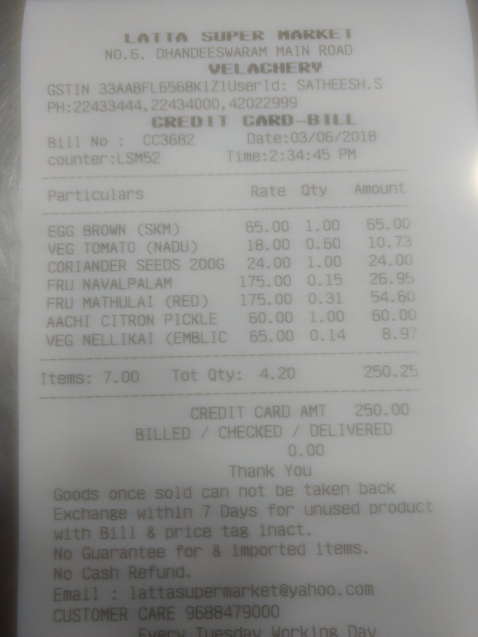 LATTA SUPER MARKET
NO.6. DHANDEESWARAM MAIN ROAD
VELACHERY
GSTIN 33AABFL6568K1Z1UserId: SATHEESH.S
PH:22433444,22434000,42022999
CREDIT CARD-BILL
Bill No : CC3682 Date:03/06/2018
counter:LSM52 Time:2:34:45 PM
Particulars Rate Qty Amount
EGG BROWN (SKM) 65.00 1.00 65.00
VEG TOMATO (NADU) 18.00 0.60 10.73
CORIANDER SEEDS 200G 24.00 1.00 24.00
FRU NAVALPALAM 175.00 0.15 26.95
FRU MATHULAI (RED) 175.00 0.31 54.60
AACHI CITRON PICKLE 60.00 1.00 60.00
VEG NELLIKAI (EMBLIC 65.00 0.14 8.97
Items: 7.00 Tot Qty: 4.20 250.25
CREDIT CARD AMT 250.00
BILLED / CHECKED / DELIVERED
0.00
Thank You
Goods once sold can not be taken back
Exchange within 7 Days for unused product
with Bill & price tag inact.
No Guarantee for & imported items.
No Cash Refund.
Email : lattasupermarket@yahoo.com
CUSTOMER CARE 9688479000
Every Tuesday Working Day